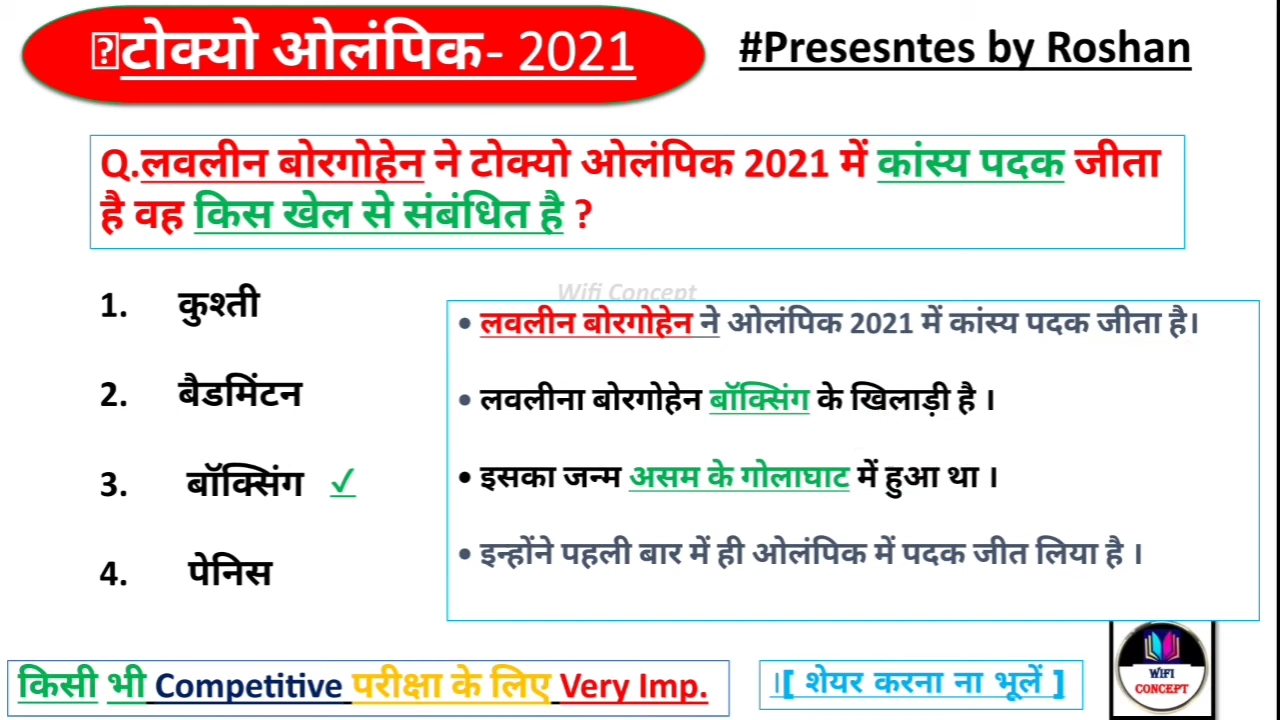 टोक्यो ओलंपिक- 2021
#Presesntes by Roshan
Q.लवलीन बोरगोहेन ने टोक्यो ओलंपिक 2021 में कांस्य पदक जीता
है वह किस खेल से संबंधित है ?
1. कुश्ती
2. बैडमिंटन
3. बॉक्सिंग ✓
4. पेनिस
Wifi Concept
• लवलीन बोरगोहेन ने ओलंपिक 2021 में कांस्य पदक जीता है।
• लवलीना बोरगोहेन बॉक्सिंग के खिलाड़ी है ।
• इसका जन्म असम के गोलाघाट में हुआ था ।
• इन्होंने पहली बार में ही ओलंपिक में पदक जीत लिया है ।
किसी भी Competitive परीक्षा के लिए Very Imp.
।[ शेयर करना ना भूलें ]
WIFI
CONCEPT